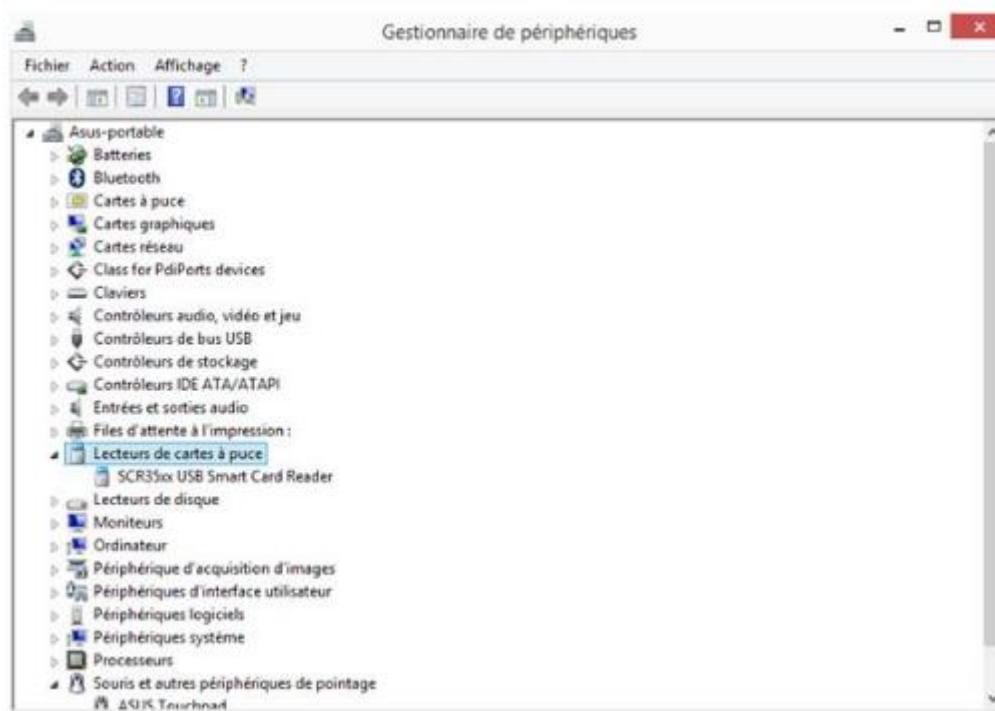 Gestionnaire de périphériques
Fichier Action Affichage ?
Asus-portable
Batteries
Bluetooth
Cartes à puce
Cartes graphiques
Cartes réseau
Class for PdiPorts devices
Claviers
Contrôleurs audio, vidéo et jeu
Contrôleurs de bus USB
Contrôleurs de stockage
Contrôleurs IDE ATA/ATAPI
Entrées et sorties audio
Files d'attente à l'impression :
Lecteurs de cartes à puce
SCR35xx USB Smart Card Reader
Lecteurs de disque
Moniteurs
Ordinateur
Périphérique d'acquisition d'images
Périphériques d'interface utilisateur
Périphériques logiciels
Périphériques système
Processeurs
Souris et autres périphériques de pointage
ASUS Touchpad